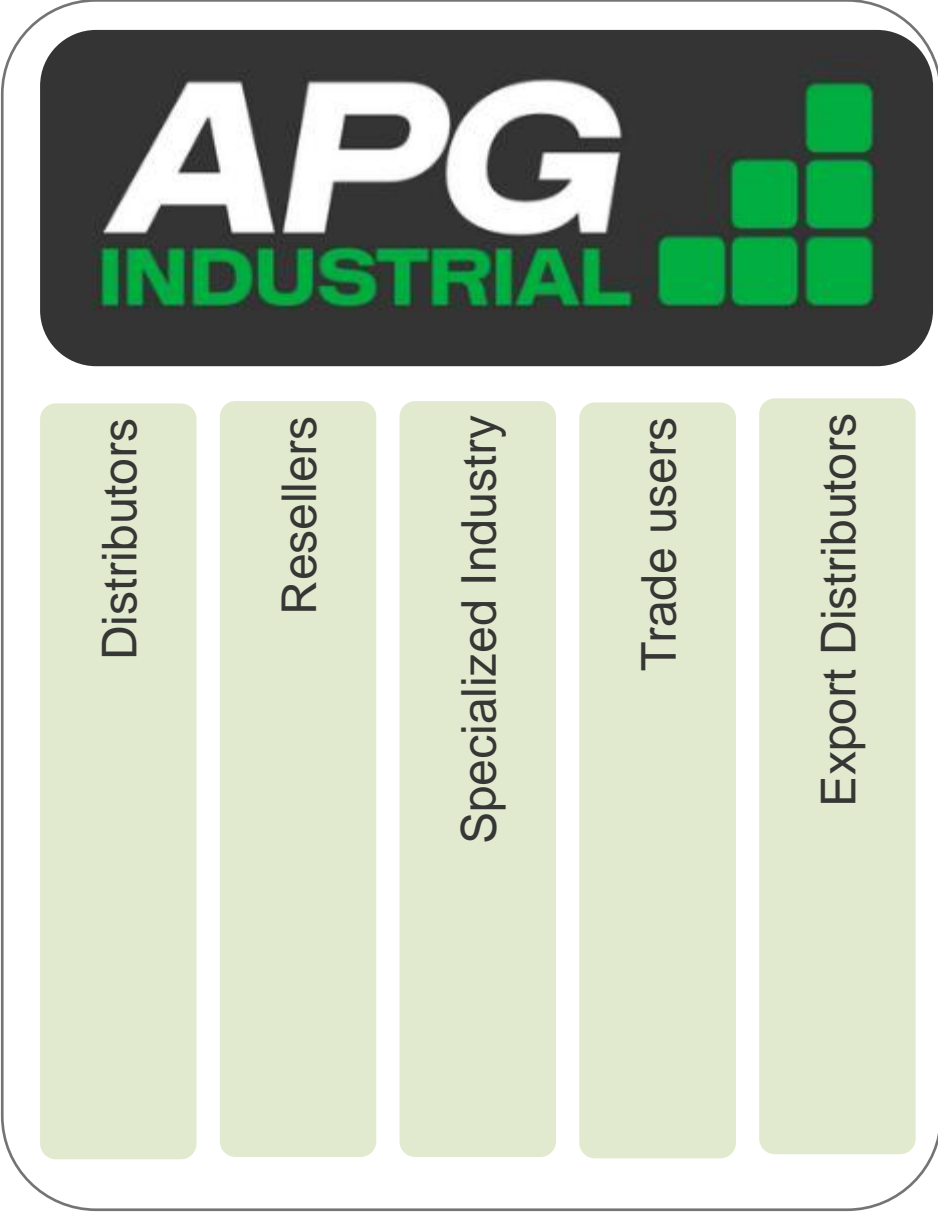 APG
INDUSTRIAL
Distributors
Resellers
Specialized Industry
Trade users
Export Distributors